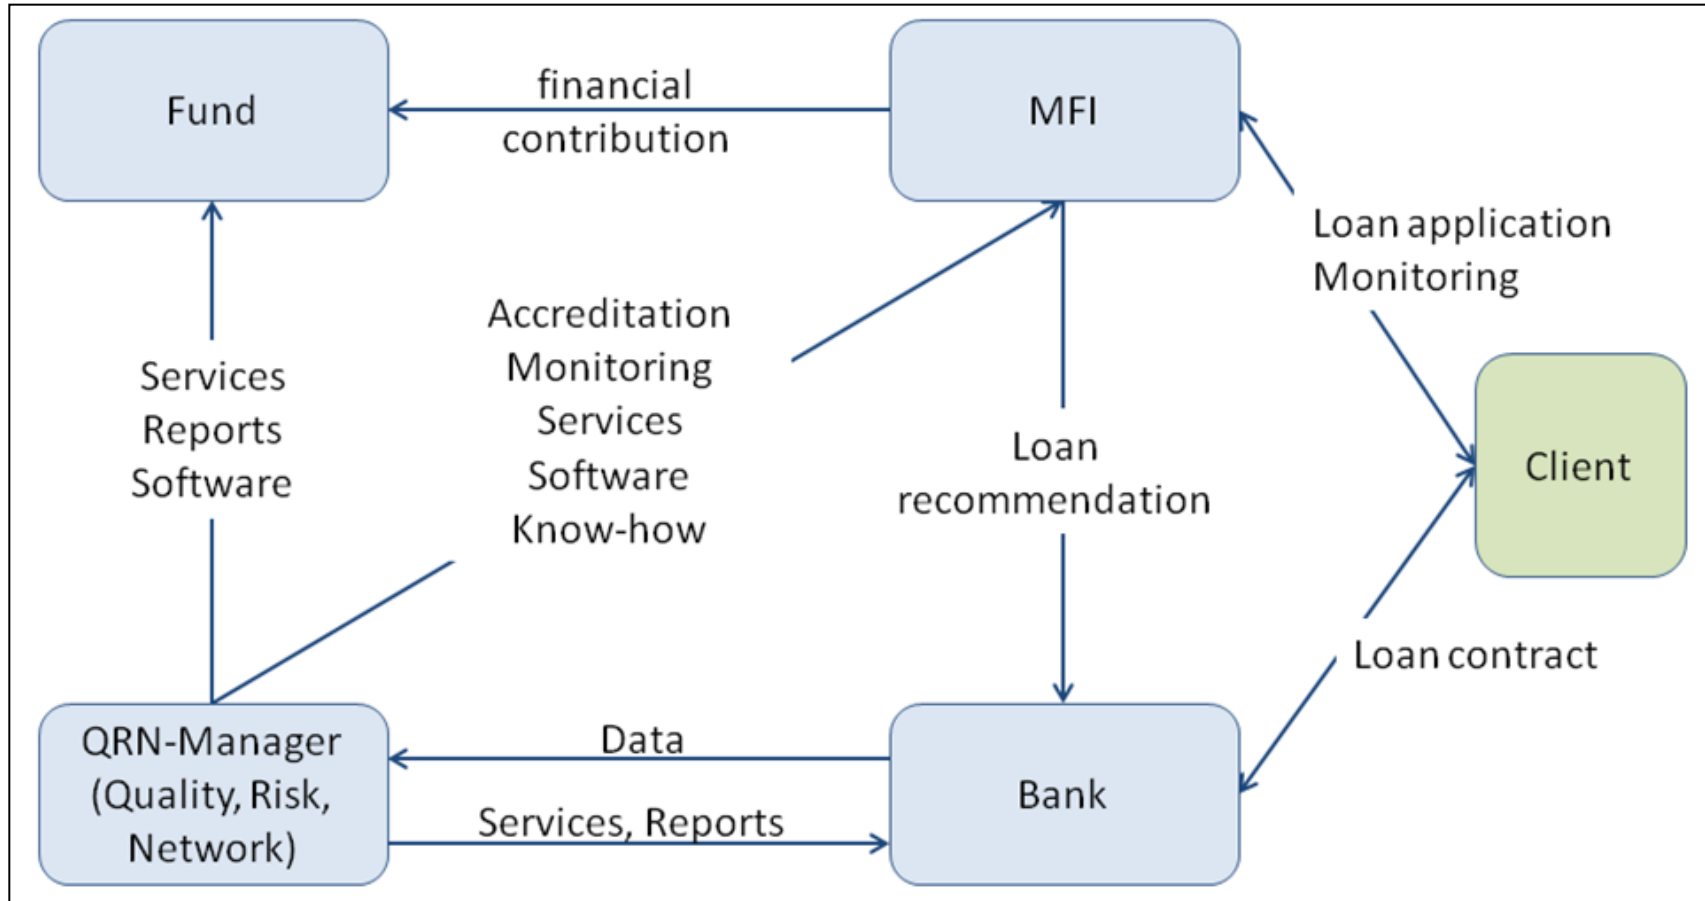 Fund
financial
contribution
MFI
Loan application
Monitoring
Accreditation
Monitoring
Services
Software
Know-how
Services
Reports
Software
Loan
recommendation
Client
Loan contract
QRN-Manager
(Quality, Risk,
Network)
Data
Services, Reports
Bank